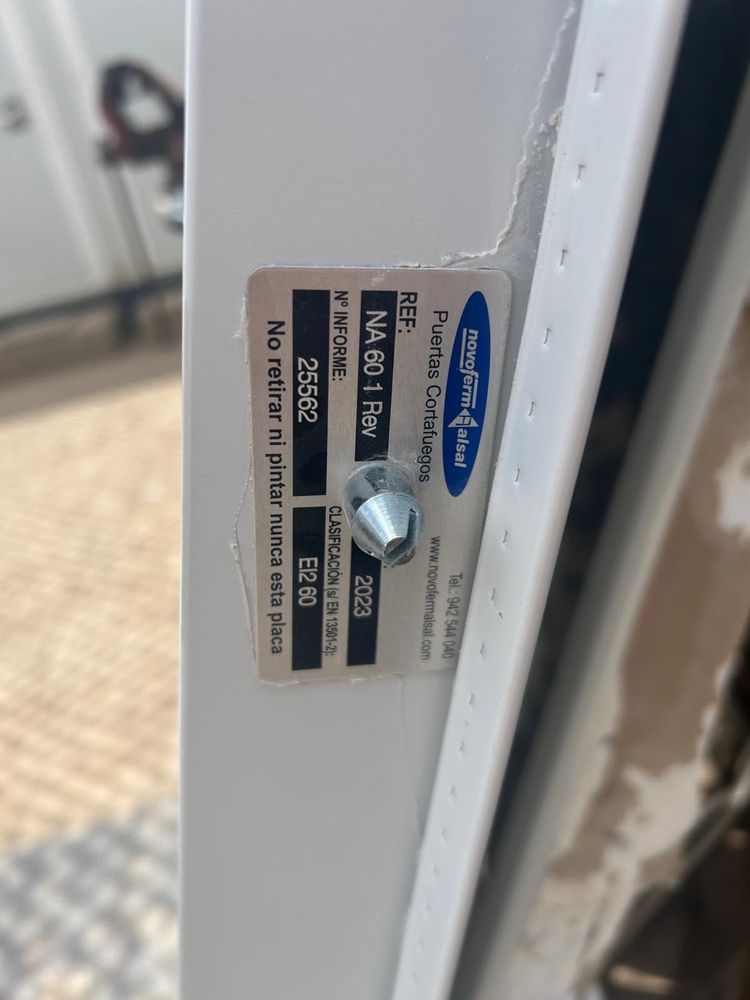 novoferm alsal
Puertas Cortafuegos
Tel.: 942 544 040
www.novofermalsal.com
REF:
NA 60 1 Rev
2023
Nº INFORME:
CLASIFICACIÓN (s/ EN 13501-2):
25562
EI2 60
No retirar ni pintar nunca esta placa